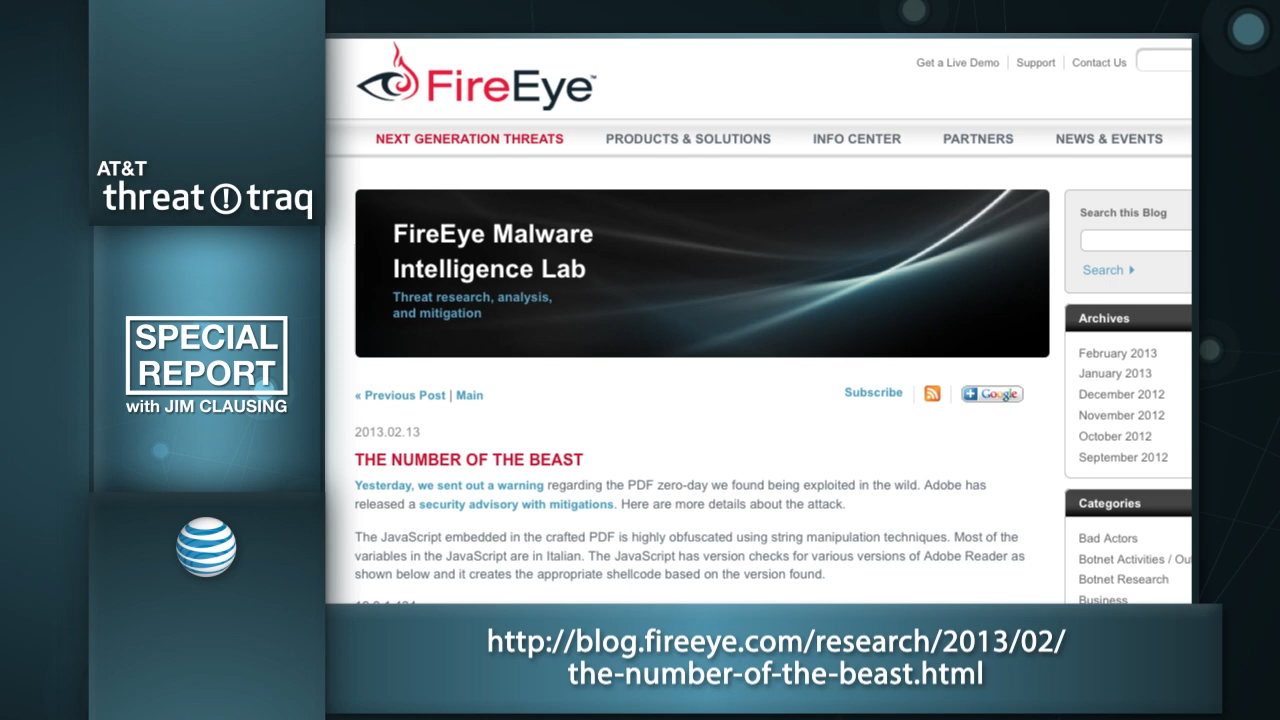 AT&T
threat traq
SPECIAL
REPORT
with JIM CLAUSING
FireEye™
Get a Live Demo
Support
Contact Us
NEXT GENERATION THREATS
PRODUCTS & SOLUTIONS
INFO CENTER
PARTNERS
NEWS & EVENTS
FireEye Malware
Intelligence Lab
Threat research, analysis,
and mitigation
Search this Blog
Search
Archives
February 2013
January 2013
December 2012
November 2012
October 2012
September 2012
Categories
Bad Actors
Botnet Activities / Ou
Botnet Research
Business
« Previous Post | Main
Subscribe
Google
2013.02.13
THE NUMBER OF THE BEAST
Yesterday, we sent out a warning regarding the PDF zero-day we found being exploited in the wild. Adobe has
released a security advisory with mitigations. Here are more details about the attack.
The JavaScript embedded in the crafted PDF is highly obfuscated using string manipulation techniques. Most of the
variables in the JavaScript are in Italian. The JavaScript has version checks for various versions of Adobe Reader as
shown below and it creates the appropriate shellcode based on the version found.
http://blog.fireeye.com/research/2013/02/
the-number-of-the-beast.html